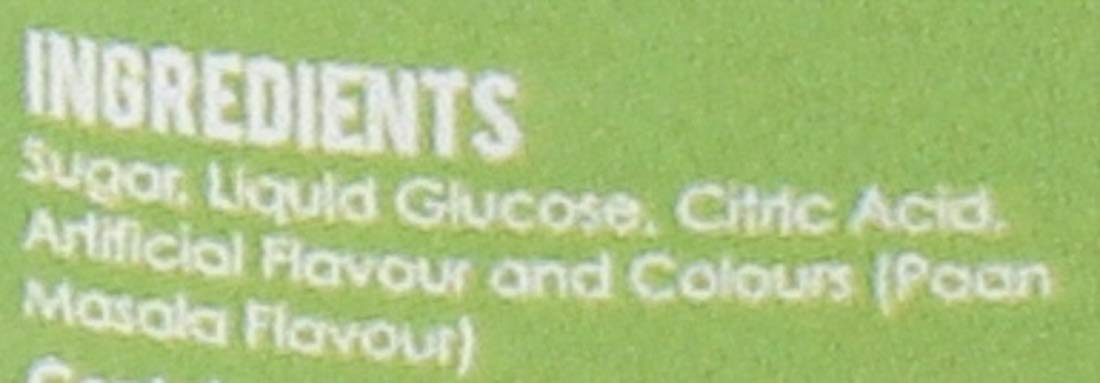 INGREDIENTS
Sugar, Liquid Glucose, Citric Acid,
Artificial Flavour and Colours (Paan
Masala Flavour)